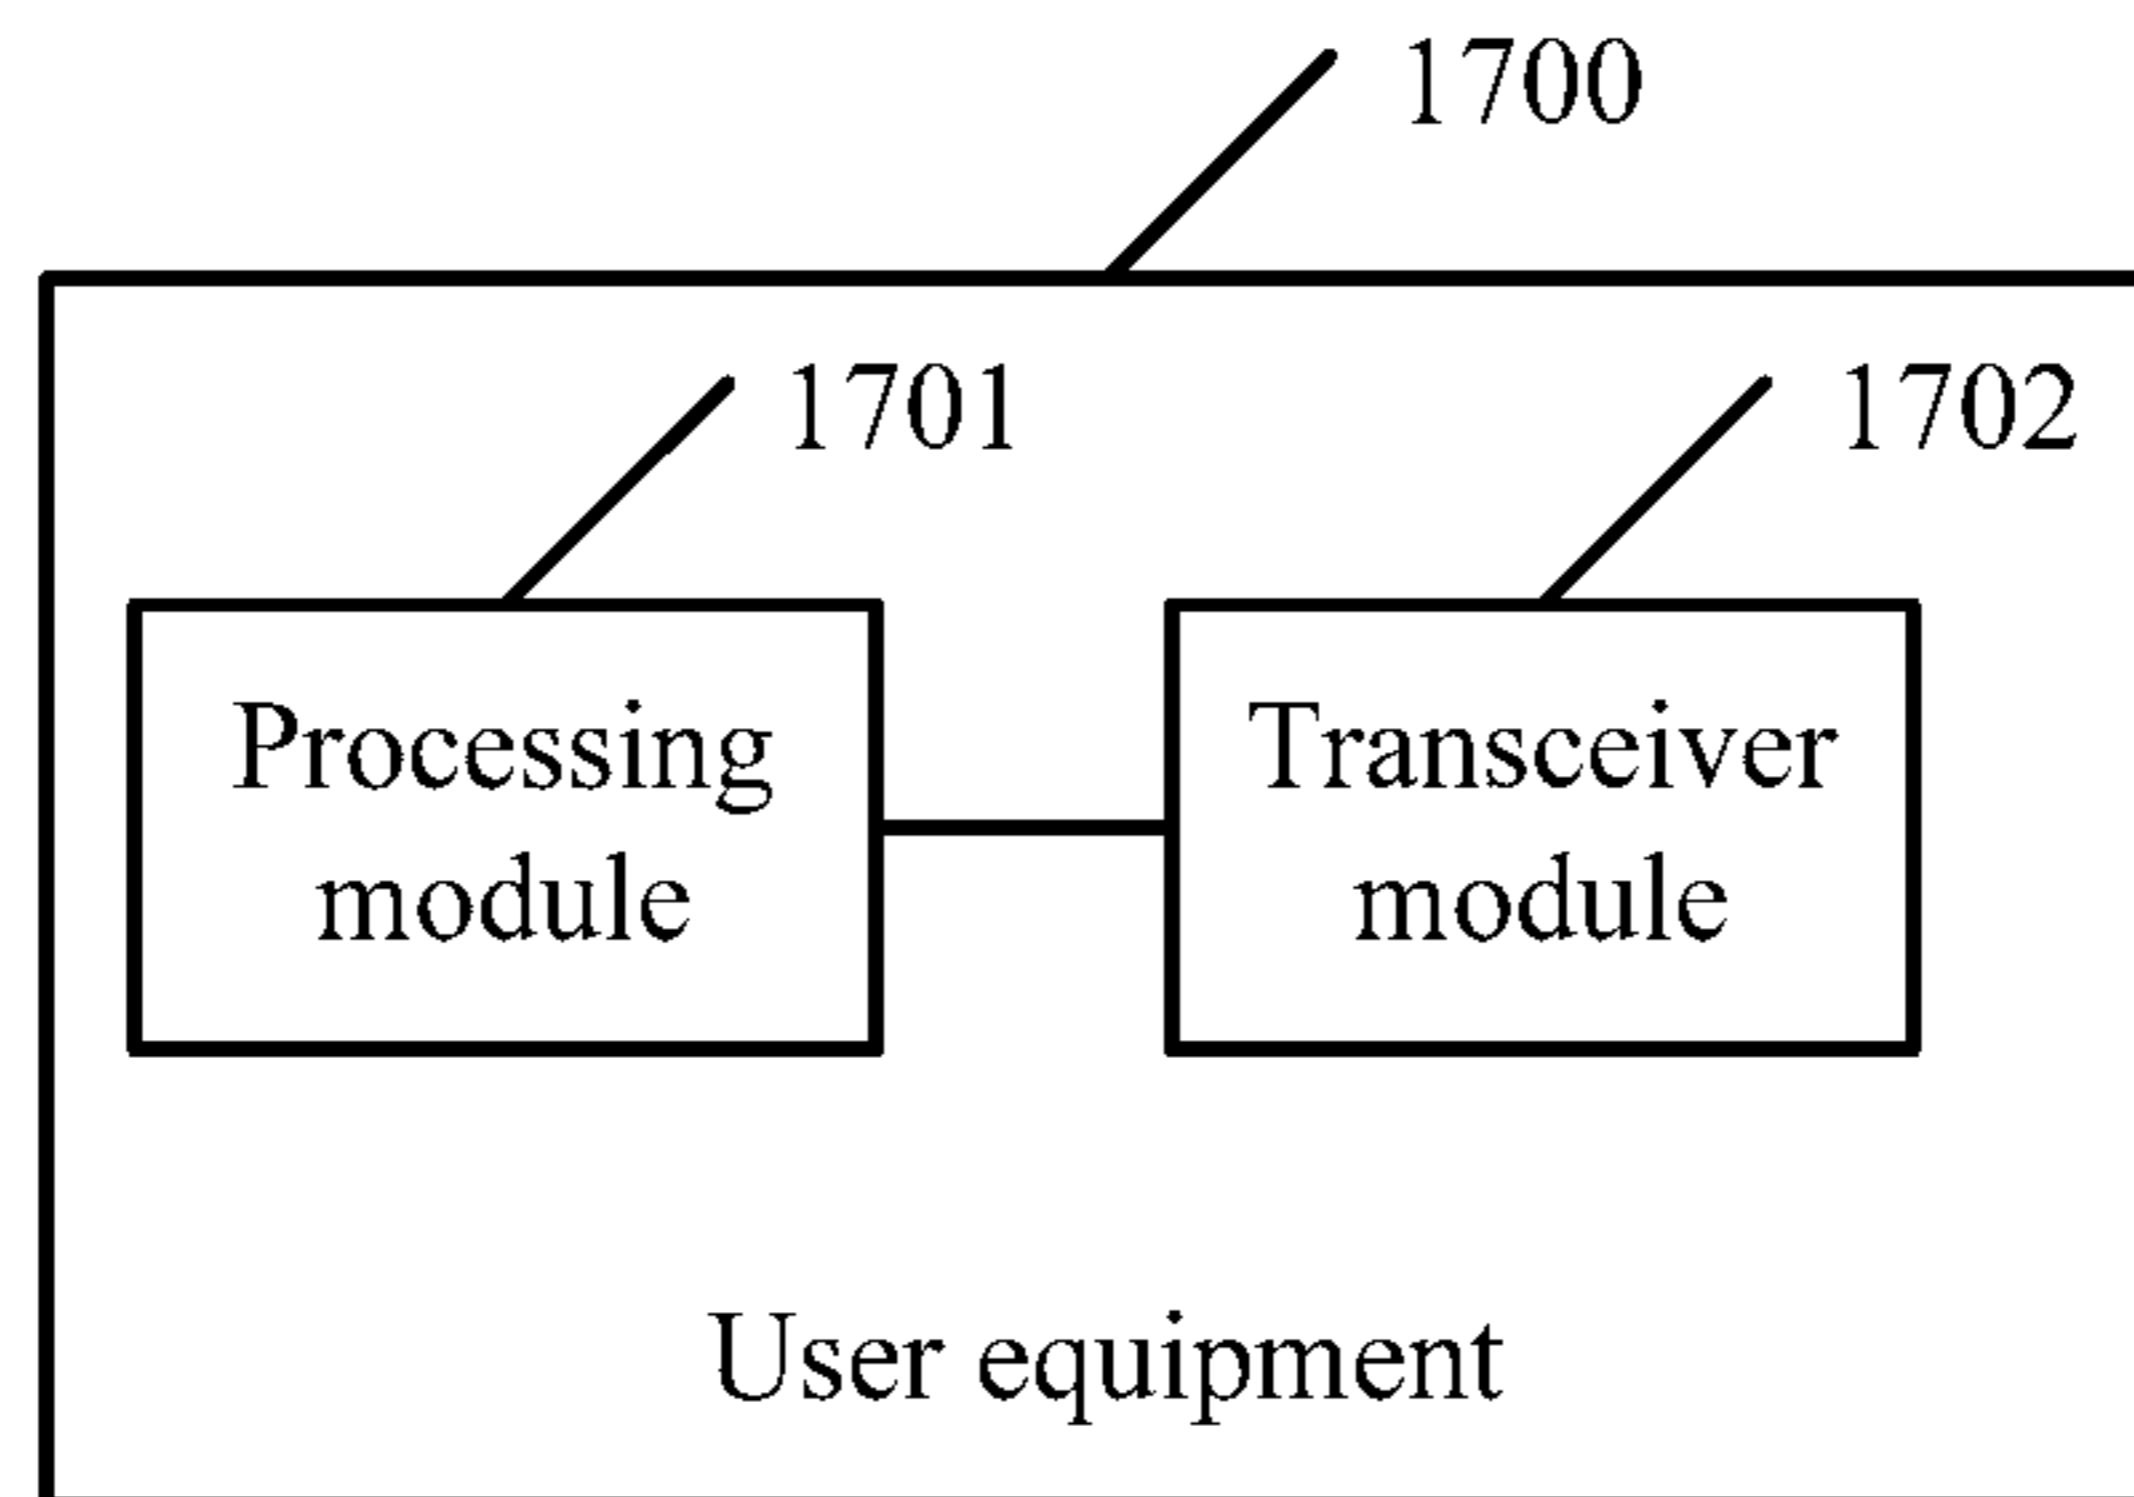 1700
1701
1702
Processing
module
Transceiver
module
User equipment